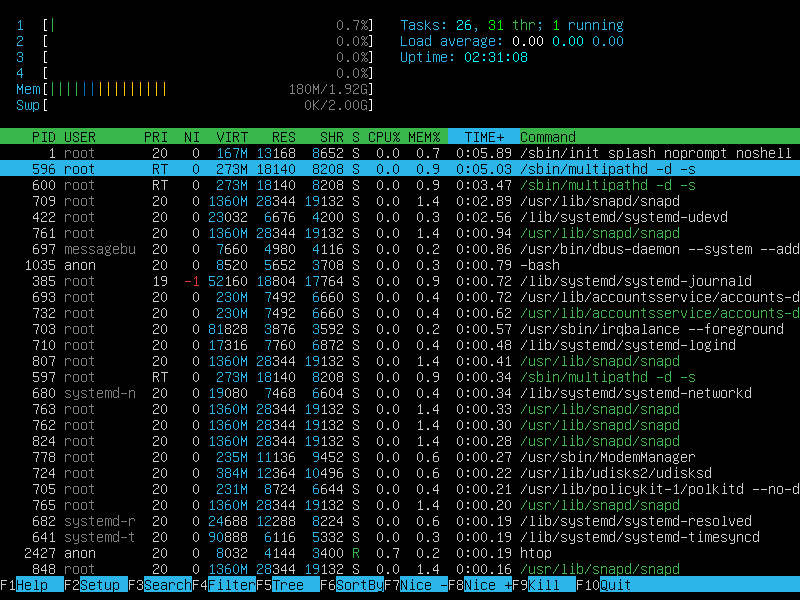 1 [| 0.7%] Tasks: 26, 31 thr; 1 running
2 [ 0.0%] Load average: 0.00 0.00 0.00
3 [ 0.0%] Uptime: 02:31:08
4 [ 0.0%]
Mem[||||||||||||||| 180M/1.92G]
Swp[ 0K/2.00G]
PID USER PRI NI VIRT RES SHR S CPU% MEM% TIME+ Command
1 root 20 0 167M 13168 8652 S 0.0 0.7 0:05.89 /sbin/init splash noprompt noshell
596 root RT 0 273M 18140 8208 S 0.0 0.9 0:05.03 /sbin/multipathd -d -s
600 root RT 0 273M 18140 8208 S 0.0 0.9 0:03.47 /sbin/multipathd -d -s
709 root 20 0 1360M 28344 19132 S 0.0 1.4 0:02.89 /usr/lib/snapd/snapd
422 root 20 0 23032 6676 4200 S 0.0 0.3 0:02.56 /lib/systemd/systemd-udevd
761 root 20 0 1360M 28344 19132 S 0.0 1.4 0:00.94 /usr/lib/snapd/snapd
697 messagebu 20 0 7660 4980 4116 S 0.0 0.2 0:00.86 /usr/bin/dbus-daemon --system --add
1035 anon 20 0 8520 5652 3708 S 0.0 0.3 0:00.79 -bash
385 root 19 -1 52160 18804 17764 S 0.0 0.9 0:00.72 /lib/systemd/systemd-journald
693 root 20 0 230M 7492 6660 S 0.0 0.4 0:00.72 /usr/lib/accountsservice/accounts-d
732 root 20 0 230M 7492 6660 S 0.0 0.4 0:00.62 /usr/lib/accountsservice/accounts-d
703 root 20 0 81828 3876 3592 S 0.0 0.2 0:00.57 /usr/sbin/irqbalance --foreground
710 root 20 0 17316 7760 6872 S 0.0 0.4 0:00.48 /lib/systemd/systemd-logind
807 root 20 0 1360M 28344 19132 S 0.0 1.4 0:00.41 /usr/lib/snapd/snapd
597 root RT 0 273M 18140 8208 S 0.0 0.9 0:00.34 /sbin/multipathd -d -s
680 systemd-n 20 0 19080 7468 6604 S 0.0 0.4 0:00.34 /lib/systemd/systemd-networkd
763 root 20 0 1360M 28344 19132 S 0.0 1.4 0:00.33 /usr/lib/snapd/snapd
762 root 20 0 1360M 28344 19132 S 0.0 1.4 0:00.30 /usr/lib/snapd/snapd
824 root 20 0 1360M 28344 19132 S 0.0 1.4 0:00.28 /usr/lib/snapd/snapd
778 root 20 0 235M 11136 9452 S 0.0 0.6 0:00.27 /usr/sbin/ModemManager
724 root 20 0 384M 12364 10496 S 0.0 0.6 0:00.22 /usr/lib/udisks2/udisksd
705 root 20 0 231M 8724 6644 S 0.0 0.4 0:00.21 /usr/lib/policykit-1/polkitd --no-d
765 root 20 0 1360M 28344 19132 S 0.0 1.4 0:00.20 /usr/lib/snapd/snapd
682 systemd-r 20 0 24688 12288 8224 S 0.0 0.6 0:00.19 /lib/systemd/systemd-resolved
641 systemd-t 20 0 90888 6116 5332 S 0.0 0.3 0:00.19 /lib/systemd/systemd-timesyncd
2427 anon 20 0 8032 4144 3400 R 0.7 0.2 0:00.19 htop
848 root 20 0 1360M 28344 19132 S 0.0 1.4 0:00.16 /usr/lib/snapd/snapd
F1Help F2Setup F3SearchF4FilterF5Tree F6SortByF7Nice -F8Nice +F9Kill F10Quit